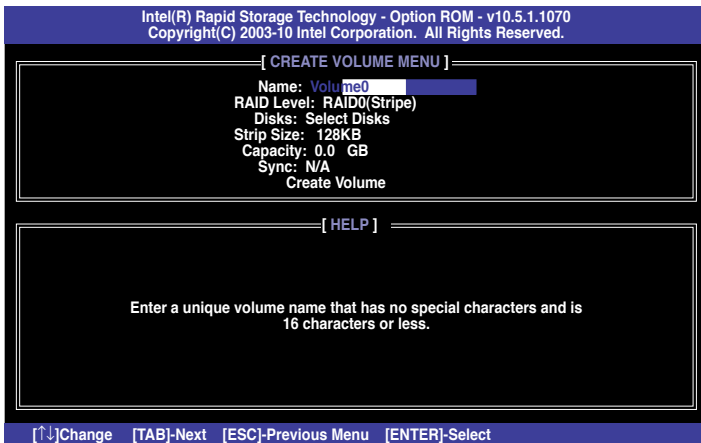 Intel(R) Rapid Storage Technology - Option ROM - v10.5.1.1070
Copyright(C) 2003-10 Intel Corporation.  All Rights Reserved.
[ CREATE VOLUME MENU ]
Name: Volume0
RAID Level: RAID0(Stripe)
Disks: Select Disks
Strip Size: 128KB
Capacity: 0.0 GB
Sync: N/A
Create Volume
[ HELP ]
Enter a unique volume name that has no special characters and is
16 characters or less.
[↑↓]Change [TAB]-Next [ESC]-Previous Menu [ENTER]-Select